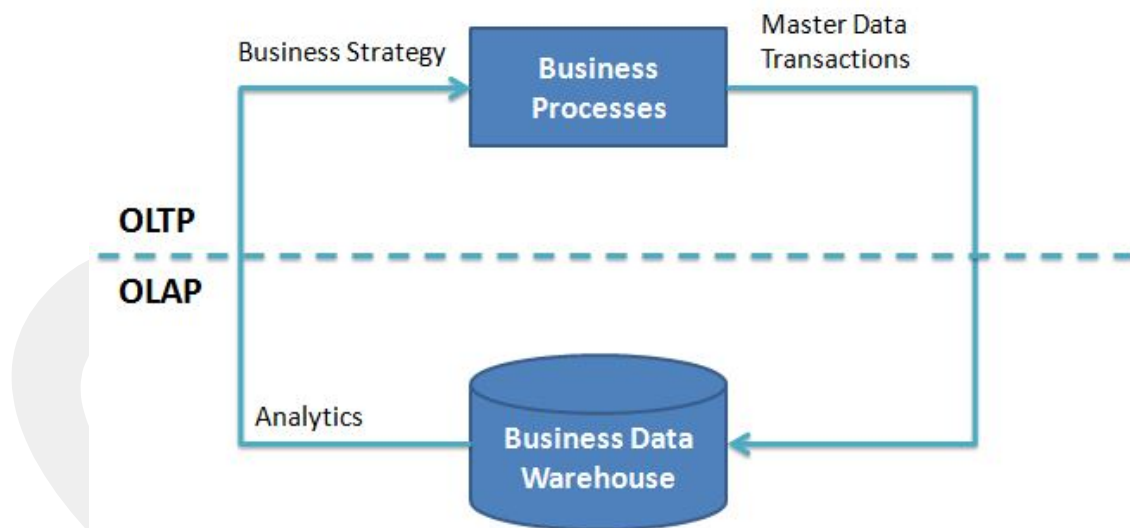 Master Data
Transactions
Business Strategy
Business
Processes
OLTP
OLAP
Analytics
Business Data
Warehouse